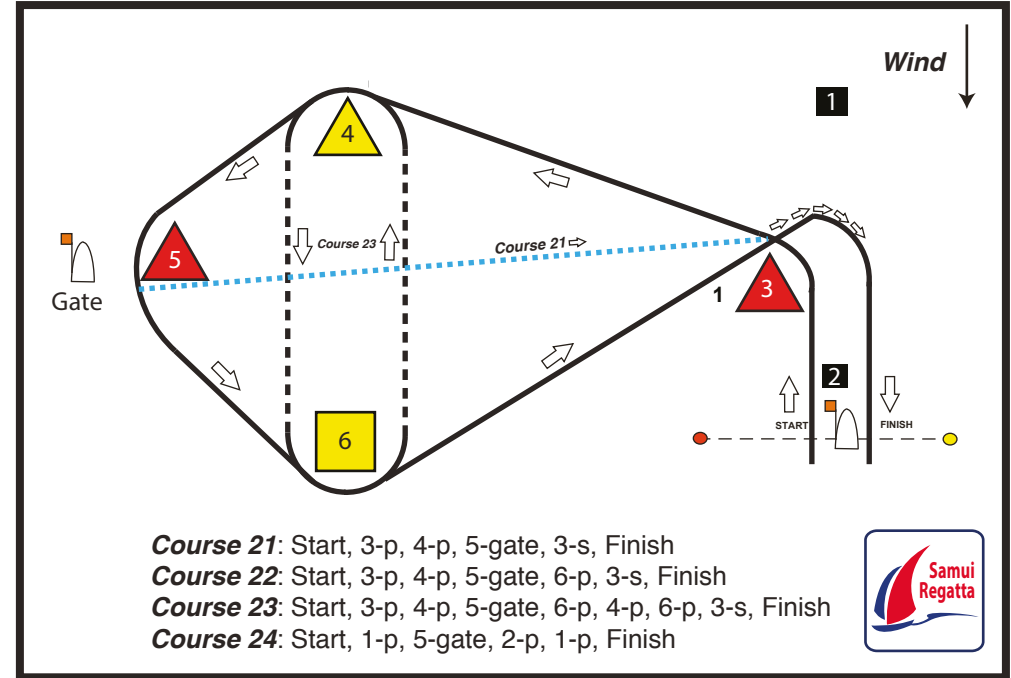 Wind
1
4
5
Course 23
Course 21
Gate
3
1
2
START
FINISH
6
Course 21: Start, 3-p, 4-p, 5-gate, 3-s, Finish
Course 22: Start, 3-p, 4-p, 5-gate, 6-p, 3-s, Finish
Course 23: Start, 3-p, 4-p, 5-gate, 6-p, 4-p, 6-p, 3-s, Finish
Course 24: Start, 1-p, 5-gate, 2-p, 1-p, Finish
Samui
Regatta